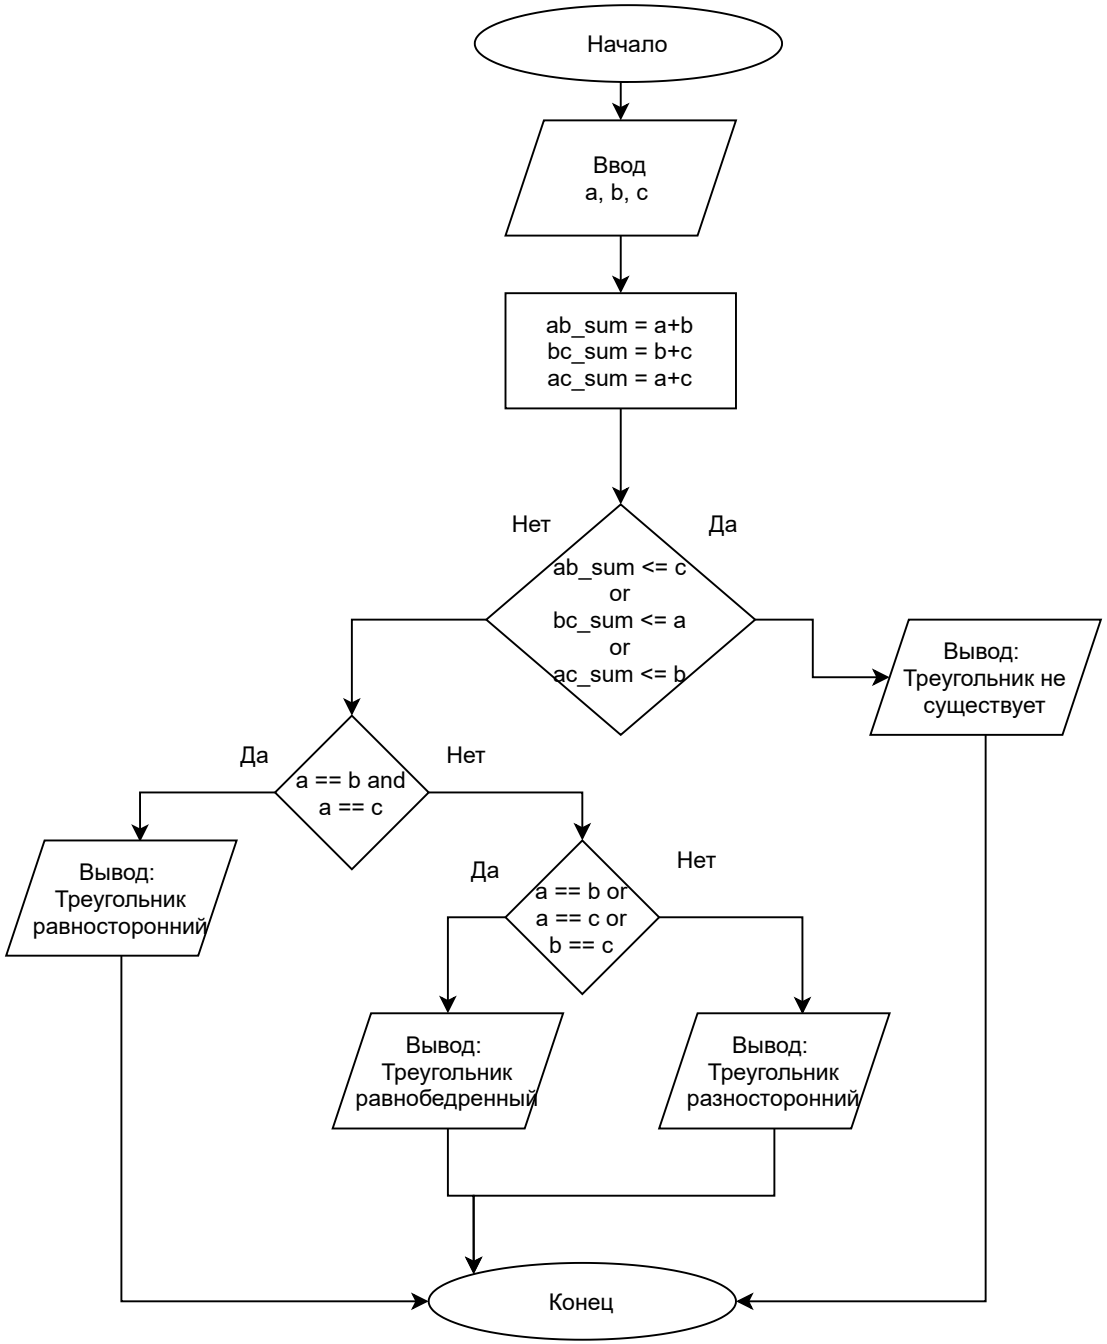 Начало
Ввод
a, b, c
ab_sum = a+b
bc_sum = b+c
ac_sum = a+c
Нет
Да
ab_sum <= c
or
bc_sum <= a
or
ac_sum <= b
Вывод:
Треугольник не
существует
Да
Нет
a == b and
a == c
Вывод:
Треугольник
равносторонний
Да
Нет
a == b or
a == c or
b == c
Вывод:
Треугольник
равнобедренный
Вывод:
Треугольник
разносторонний
Конец